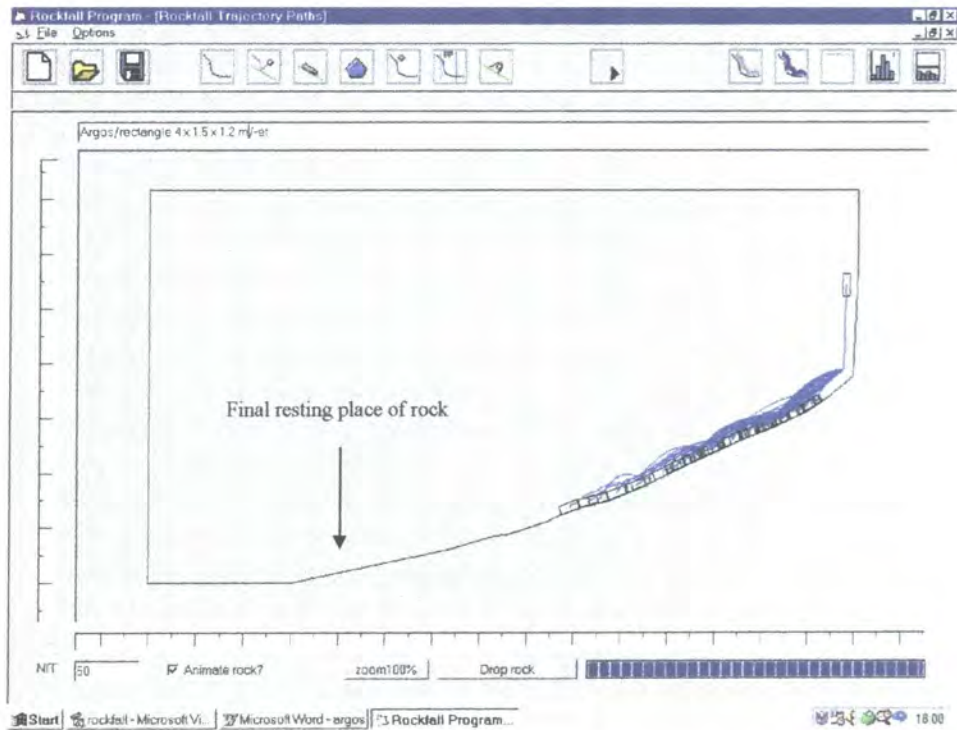 Rockfall Program - [Rockfall Trajectory Paths]
File Options
Argos/rectangle 4 x 1.5 x 1.2 m/-et
Final resting place of rock
NIT 50 Animate rock? zoom100% Drop rock
Start rockfall - Microsoft Vi... Microsoft Word - argos Rockfall Program... 18:00